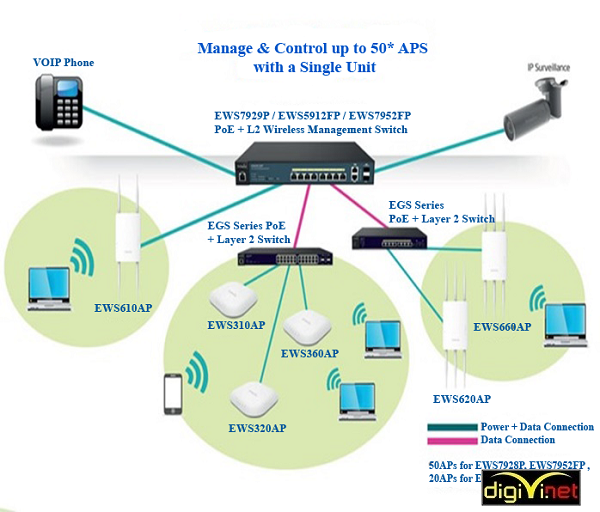 Manage & Control up to 50* APS
with a Single Unit
VOIP Phone
IP Surveillance
EWS7929P / EWS5912FP / EWS7952FP
PoE + L2 Wireless Management Switch
EGS Series
PoE + Layer 2 Switch
EGS Series PoE
+ Layer 2 Switch
EWS610AP
EWS310AP
EWS360AP
EWS660AP
EWS620AP
EWS320AP
Power + Data Connection
Data Connection
50APs for EWS7928P, EWS7952FP ,
20APs for
digiVi.net